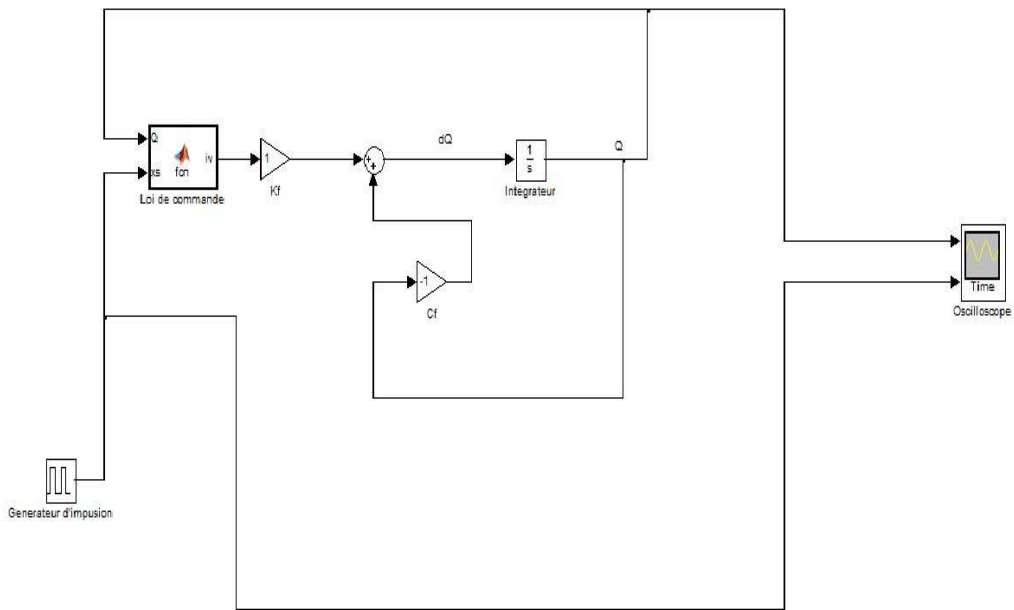 Q
xs
fcn
iv
Loi de commande
1
Kf
+
+
dQ
1
s
Integrateur
Q
-1
Cf
Time
Oscilloscope
Generateur d'impusion